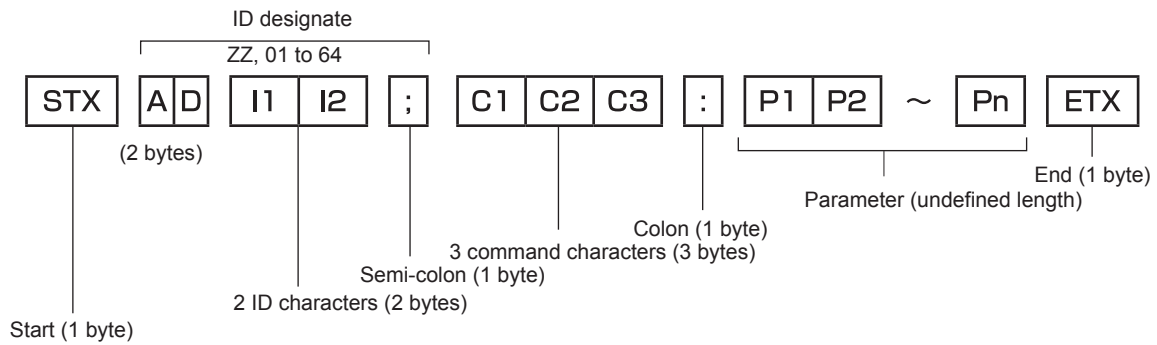 ID designate
ZZ, 01 to 64
STX A D I1 I2 ; C1 C2 C3 : P1 P2 ～ Pn ETX
(2 bytes)
End (1 byte)
Parameter (undefined length)
Colon (1 byte)
3 command characters (3 bytes)
Semi-colon (1 byte)
2 ID characters (2 bytes)
Start (1 byte)